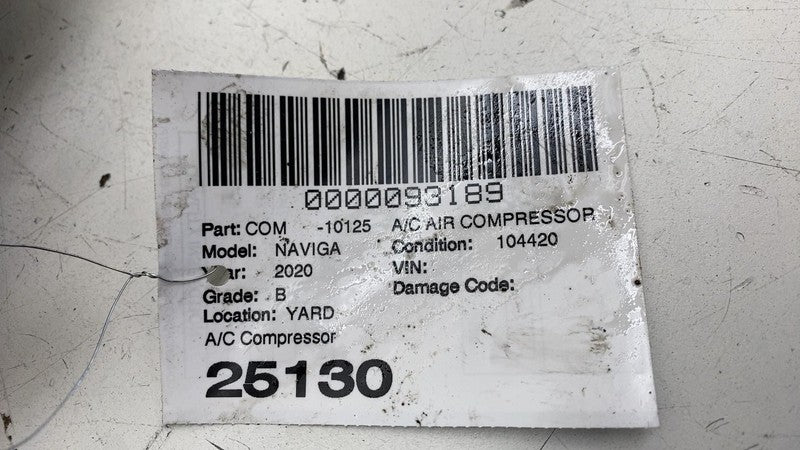 0000093189
Part: COM -10125 A/C AIR COMPRESSOR
Model: NAVIGA Condition: 104420
Year: 2020 VIN:
Grade: B Damage Code:
Location: YARD
A/C Compressor
25130